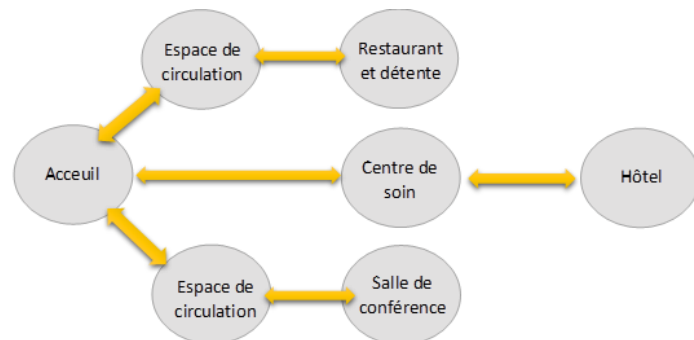 Espace de
circulation
Restaurant
et détente
Acceuil
Centre de
soin
Hôtel
Espace de
circulation
Salle de
conférence